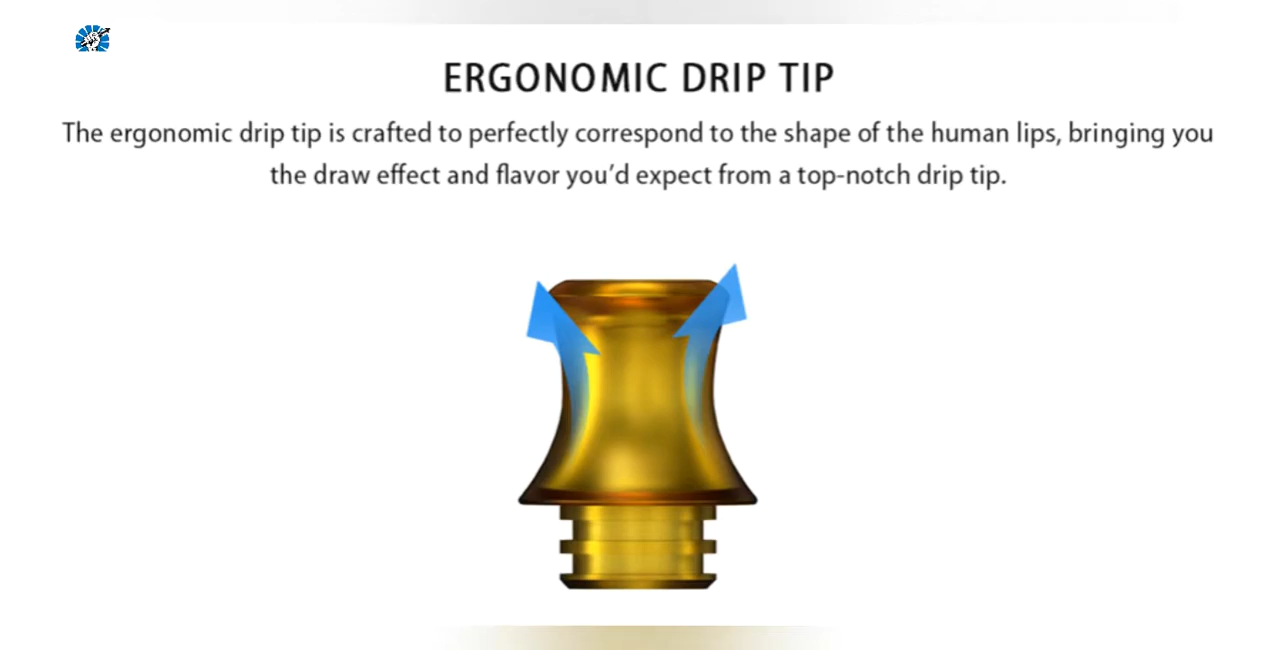 ERGONOMIC DRIP TIP
The ergonomic drip tip is crafted to perfectly correspond to the shape of the human lips, bringing you
the draw effect and flavor you’d expect from a top-notch drip tip.